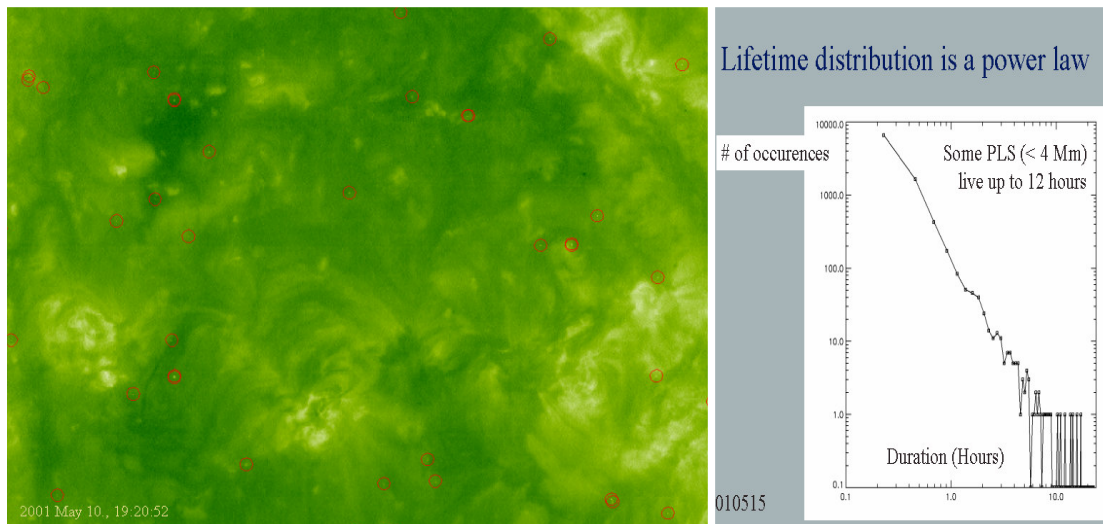 2001 May 10., 19:20:52
Lifetime distribution is a power law
# of occurences
Some PLS (< 4 Mm)
live up to 12 hours
10000.0
1000.0
100.0
10.0
1.0
0.1
Duration (Hours)
0.1 1.0 10.0
010515